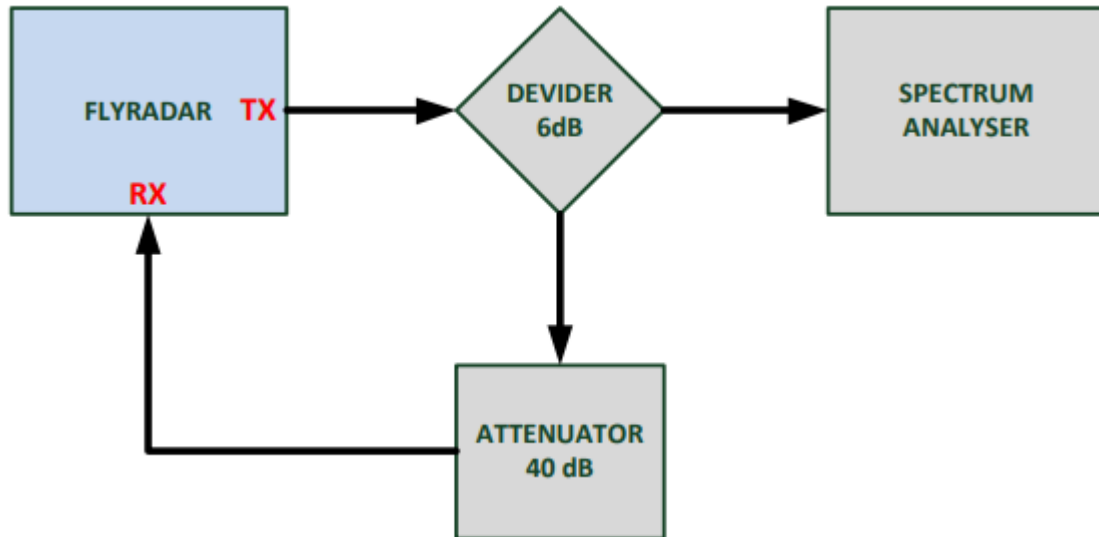 FLYRADAR
TX
RX
DEVIDER
6dB
SPECTRUM
ANALYSER
ATTENUATOR
40 dB